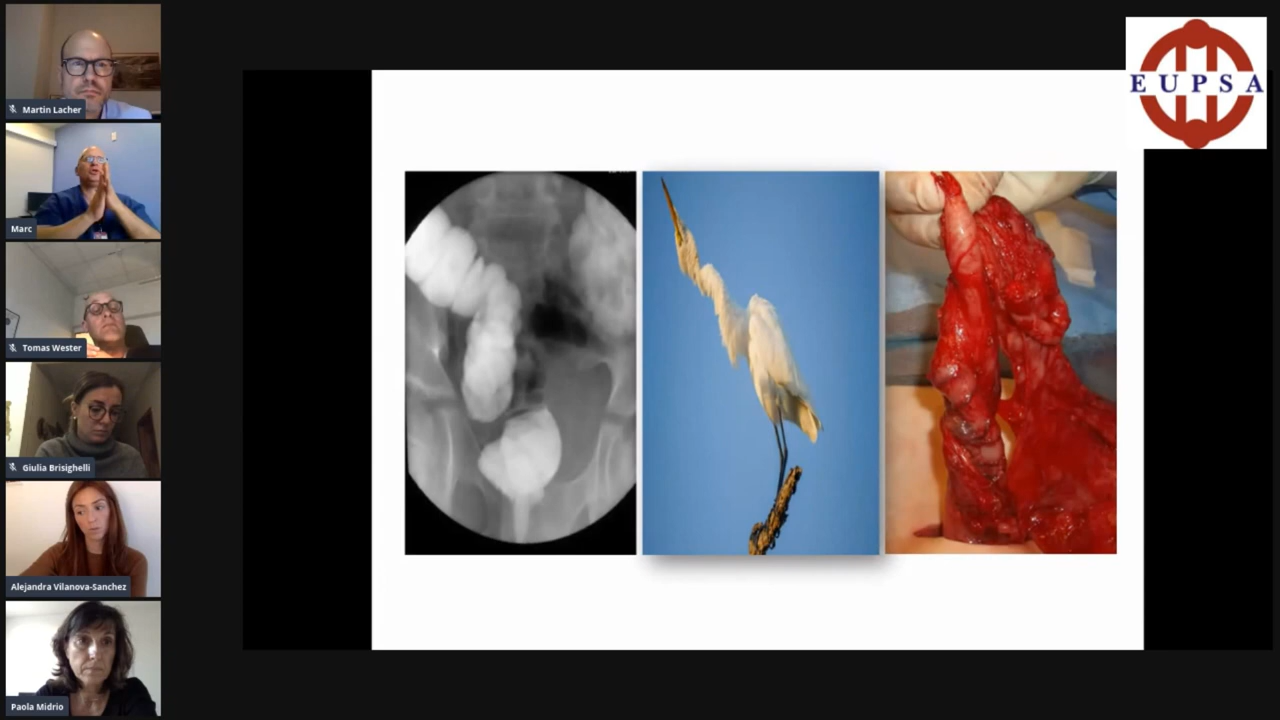 Martin Lacher
Marc
Tomas Wester
Giulia Brisighelli
Alejandra Vilanova-Sanchez
Paola Midrio
EUPSA